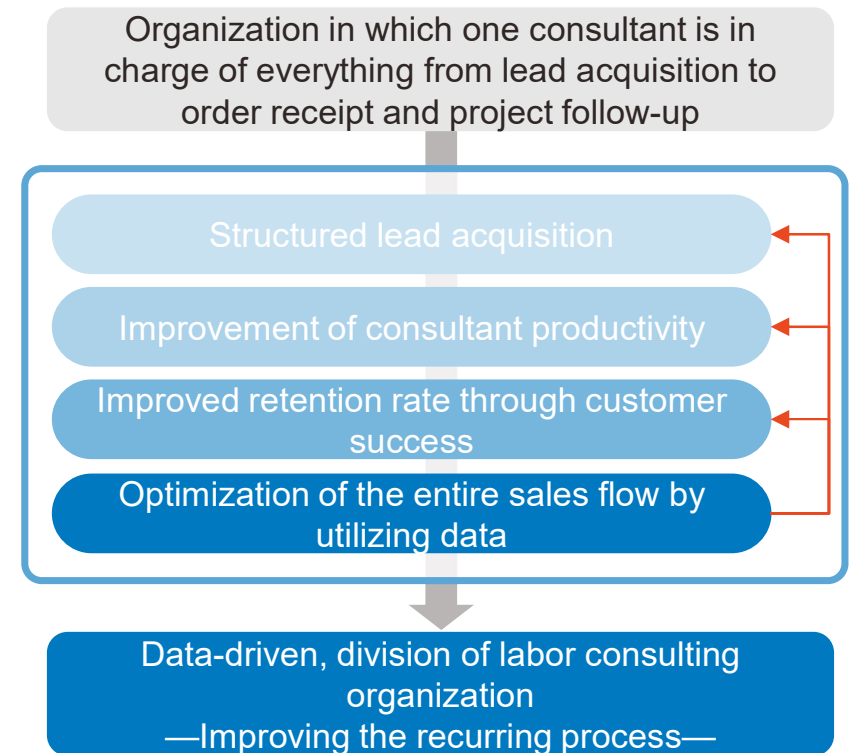 Organization in which one consultant is in
charge of everything from lead acquisition to
order receipt and project follow-up
Structured lead acquisition
Improvement of consultant productivity
Improved retention rate through customer
success
Optimization of the entire sales flow by
utilizing data
Data-driven, division of labor consulting
organization
—Improving the recurring process—